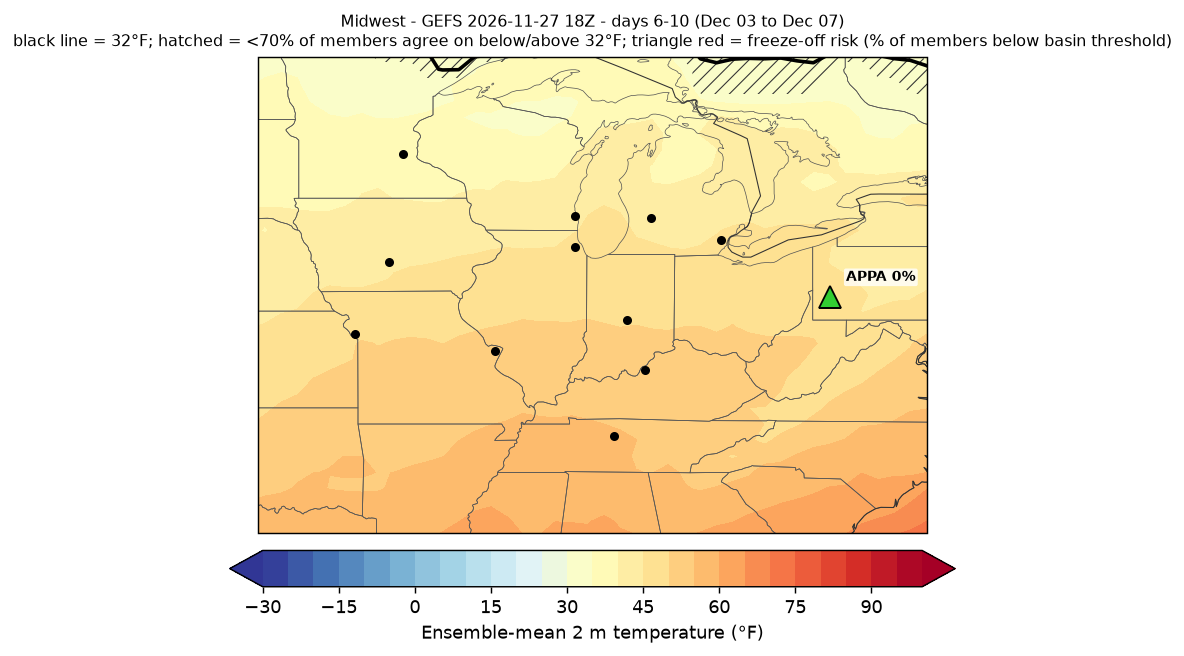 Midwest - GEFS 2026-11-27 18Z - days 6-10 (Dec 03 to Dec 07)
black line = 32°F; hatched = <70% of members agree on below/above 32°F; triangle red = freeze-off risk (% of members below basin threshold)
APPA 0%
−30 −15 0 15 30 45 60 75 90
Ensemble-mean 2 m temperature (°F)